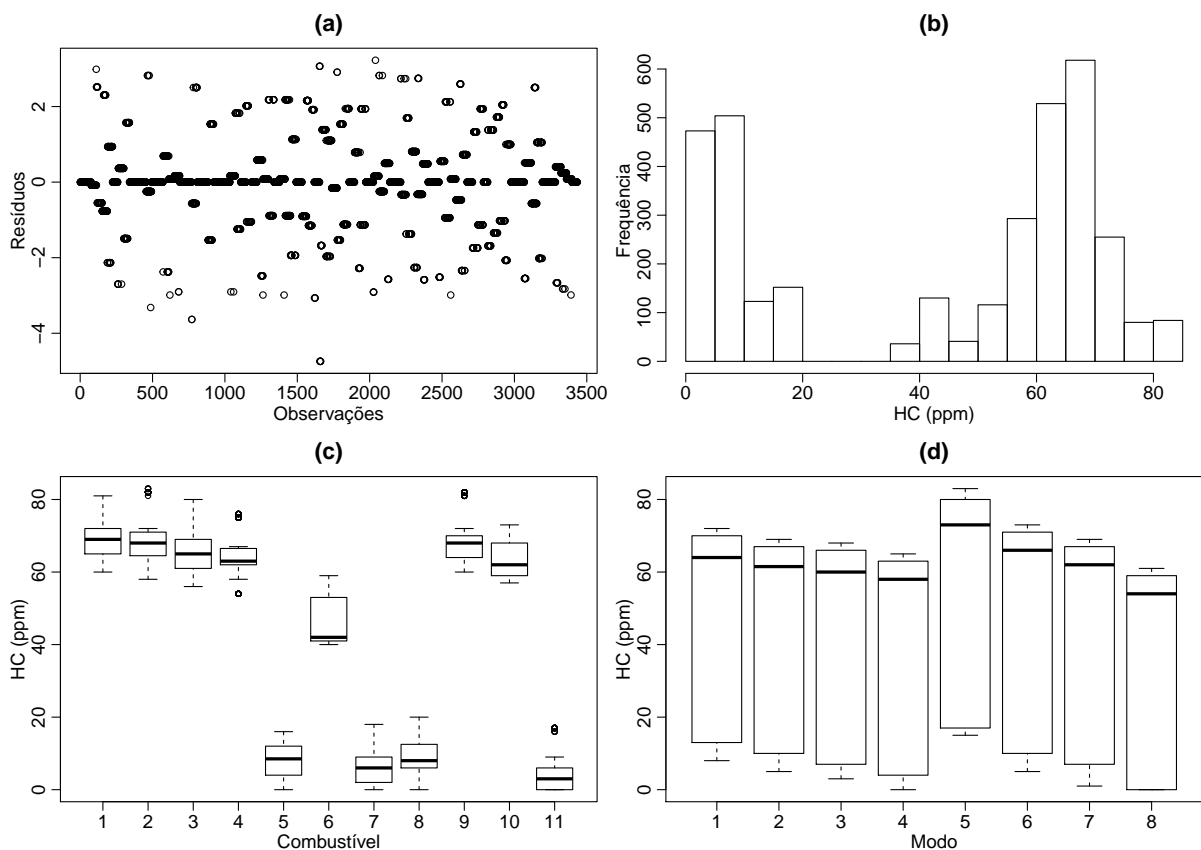 (a)
Resíduos
2
0
−2
−4
0 500 1000 1500 2000 2500 3000 3500
Observações
(b)
Frequência
600
500
400
300
200
100
0
0 20 40 60 80
HC (ppm)
(c)
HC (ppm)
80
60
40
20
0
1 2 3 4 5 6 7 8 9 10 11
Combustível
(d)
HC (ppm)
80
60
40
20
0
1 2 3 4 5 6 7 8
Modo